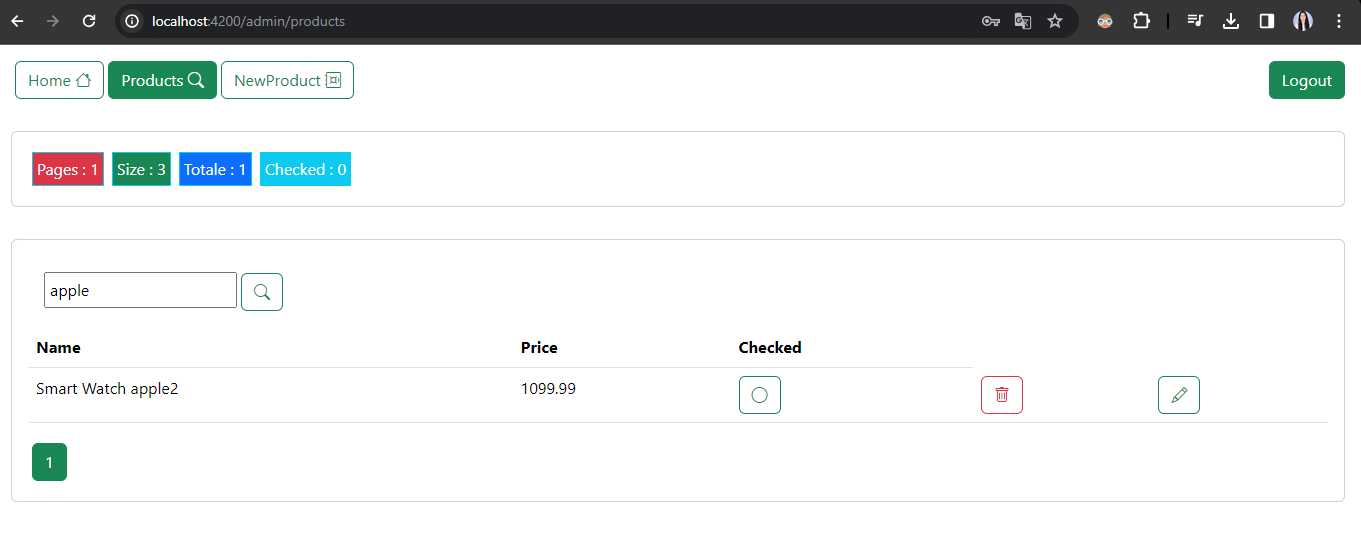 localhost:4200/admin/products
Home Products NewProduct Logout
Pages : 1 Size : 3 Totale : 1 Checked : 0
apple
Name Price Checked
Smart Watch apple2 1099.99
1